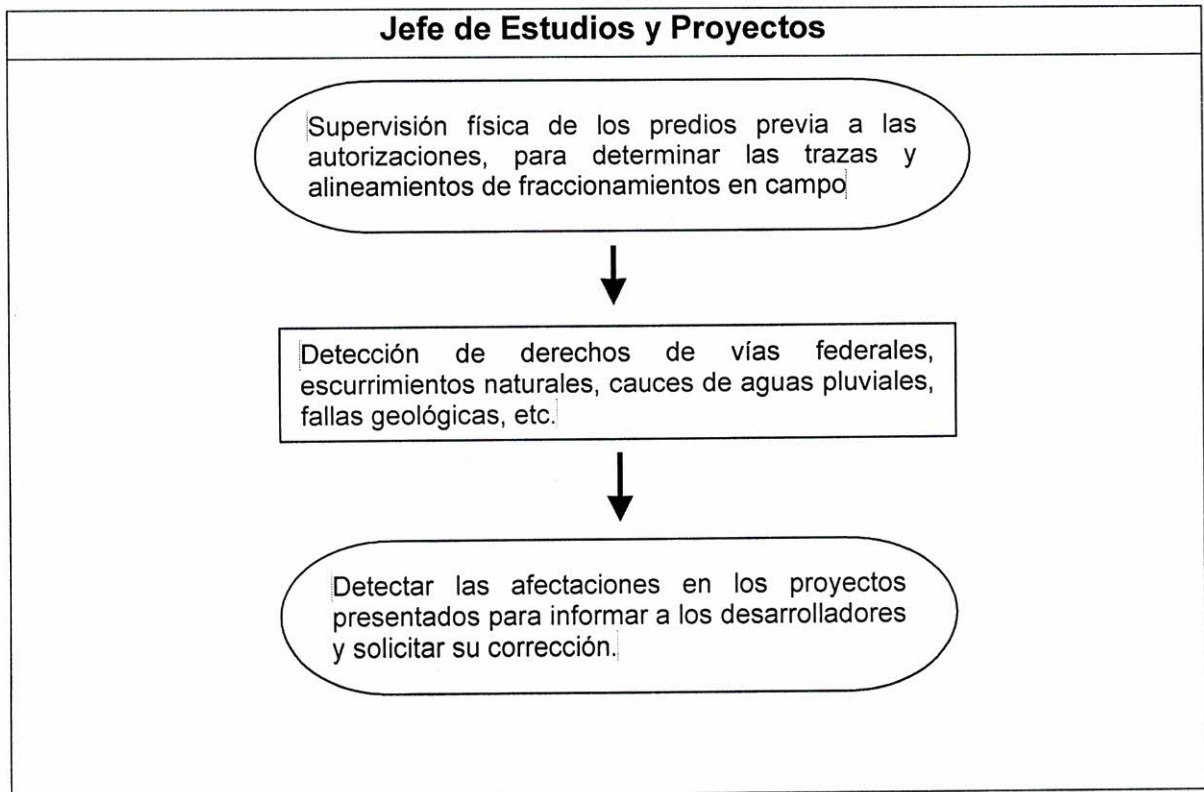 Jefe de Estudios y Proyectos
Supervisión física de los predios previa a las
autorizaciones, para determinar las trazas y
alineamientos de fraccionamientos en campo
Detección de derechos de vías federales,
escurrimientos naturales, cauces de aguas pluviales,
fallas geológicas, etc.
Detectar las afectaciones en los proyectos
presentados para informar a los desarrolladores
y solicitar su corrección.